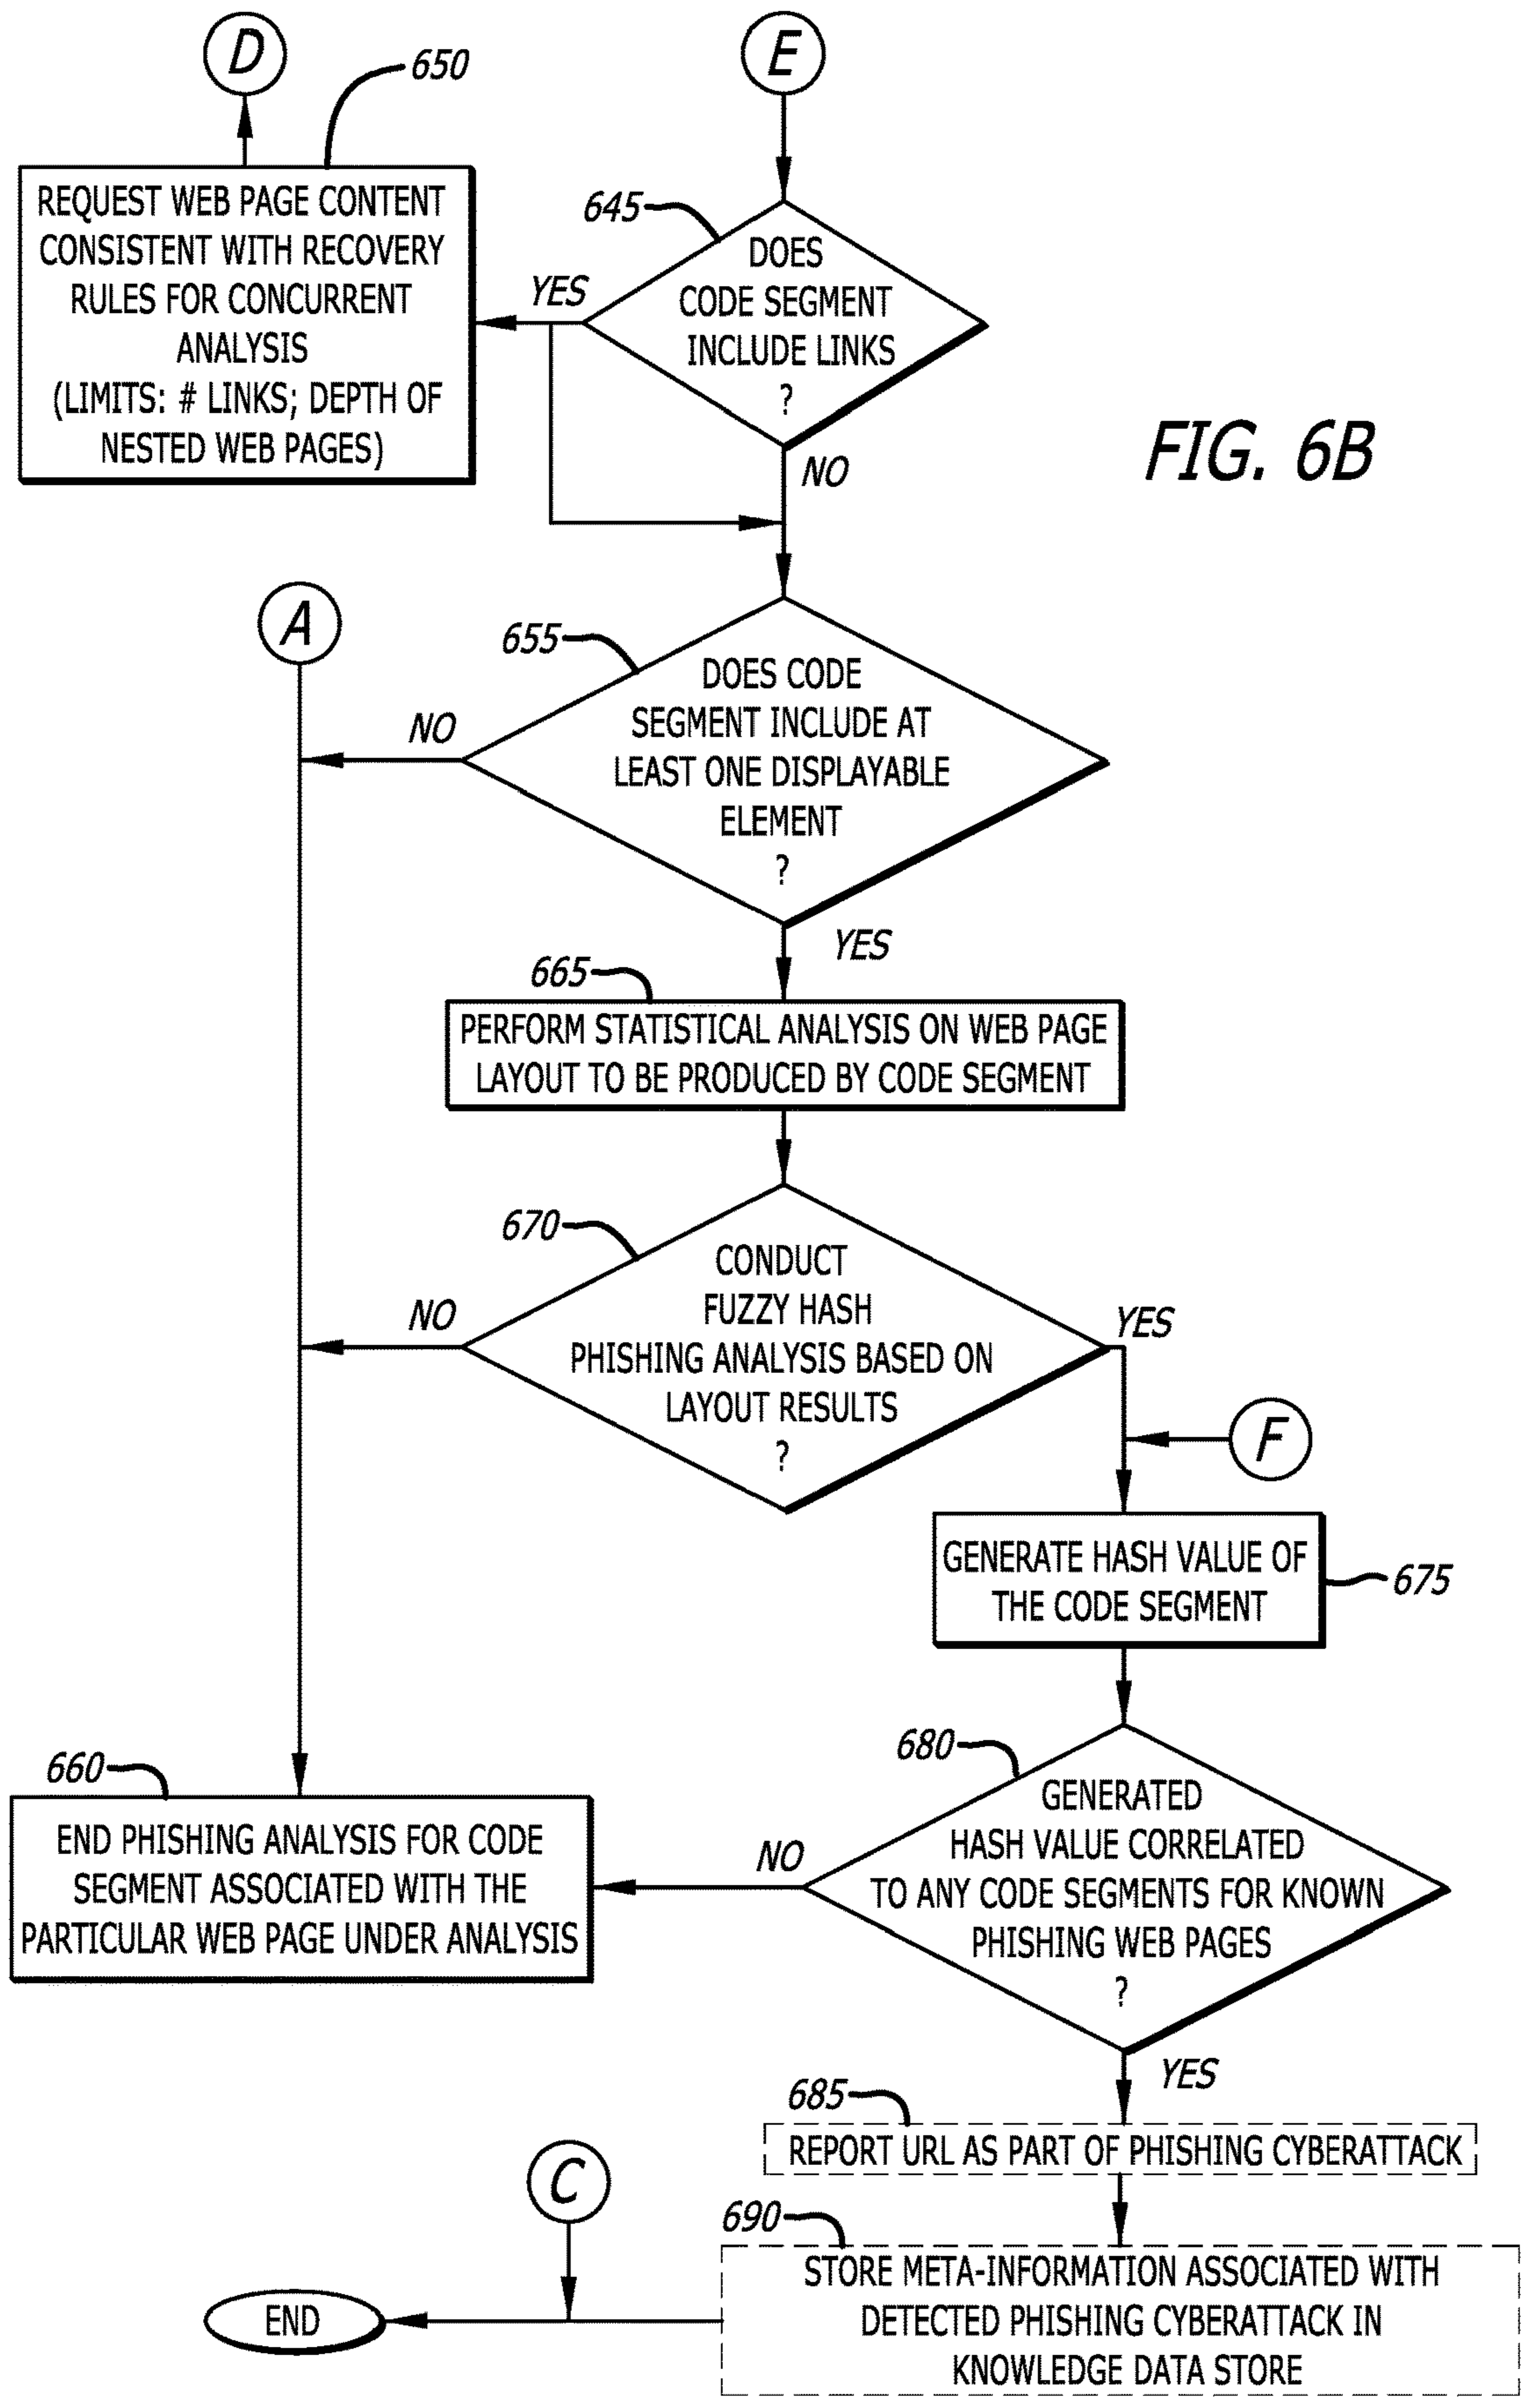 D
E
650
REQUEST WEB PAGE CONTENT
CONSISTENT WITH RECOVERY
RULES FOR CONCURRENT
ANALYSIS
(LIMITS: # LINKS; DEPTH OF
NESTED WEB PAGES)
645
DOES
CODE SEGMENT
INCLUDE LINKS
?
YES
NO
FIG. 6B
A
655
DOES CODE
SEGMENT INCLUDE AT
LEAST ONE DISPLAYABLE
ELEMENT
?
NO
YES
665
PERFORM STATISTICAL ANALYSIS ON WEB PAGE
LAYOUT TO BE PRODUCED BY CODE SEGMENT
670
CONDUCT
FUZZY HASH
PHISHING ANALYSIS BASED ON
LAYOUT RESULTS
?
NO
YES
F
GENERATE HASH VALUE OF
THE CODE SEGMENT
675
680
GENERATED
HASH VALUE CORRELATED
TO ANY CODE SEGMENTS FOR KNOWN
PHISHING WEB PAGES
?
NO
YES
660
END PHISHING ANALYSIS FOR CODE
SEGMENT ASSOCIATED WITH THE
PARTICULAR WEB PAGE UNDER ANALYSIS
685
REPORT URL AS PART OF PHISHING CYBERATTACK
C
690
STORE META-INFORMATION ASSOCIATED WITH
DETECTED PHISHING CYBERATTACK IN
KNOWLEDGE DATA STORE
END